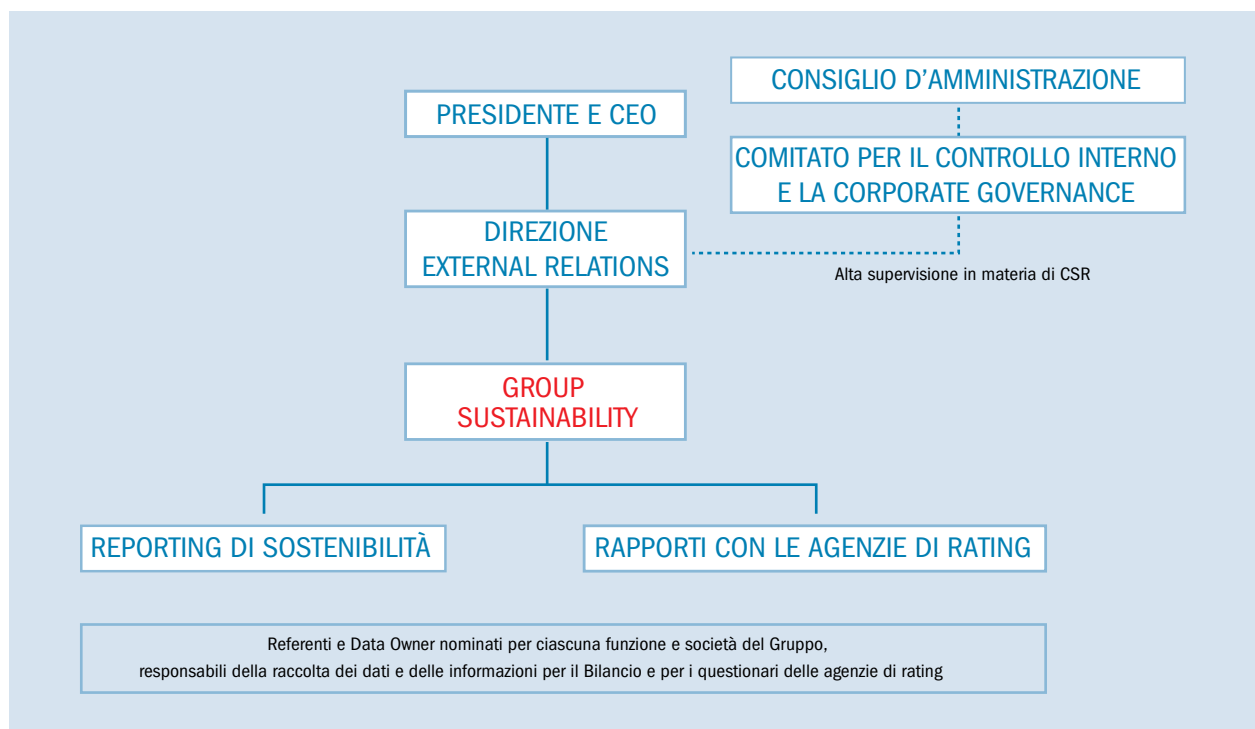 CONSIGLIO D'AMMINISTRAZIONE
PRESIDENTE E CEO
COMITATO PER IL CONTROLLO INTERNO
E LA CORPORATE GOVERNANCE
DIREZIONE
EXTERNAL RELATIONS
Alta supervisione in materia di CSR
GROUP
SUSTAINABILITY
REPORTING DI SOSTENIBILITÀ
RAPPORTI CON LE AGENZIE DI RATING
Referenti e Data Owner nominati per ciascuna funzione e società del Gruppo,
responsabili della raccolta dei dati e delle informazioni per il Bilancio e per i questionari delle agenzie di rating